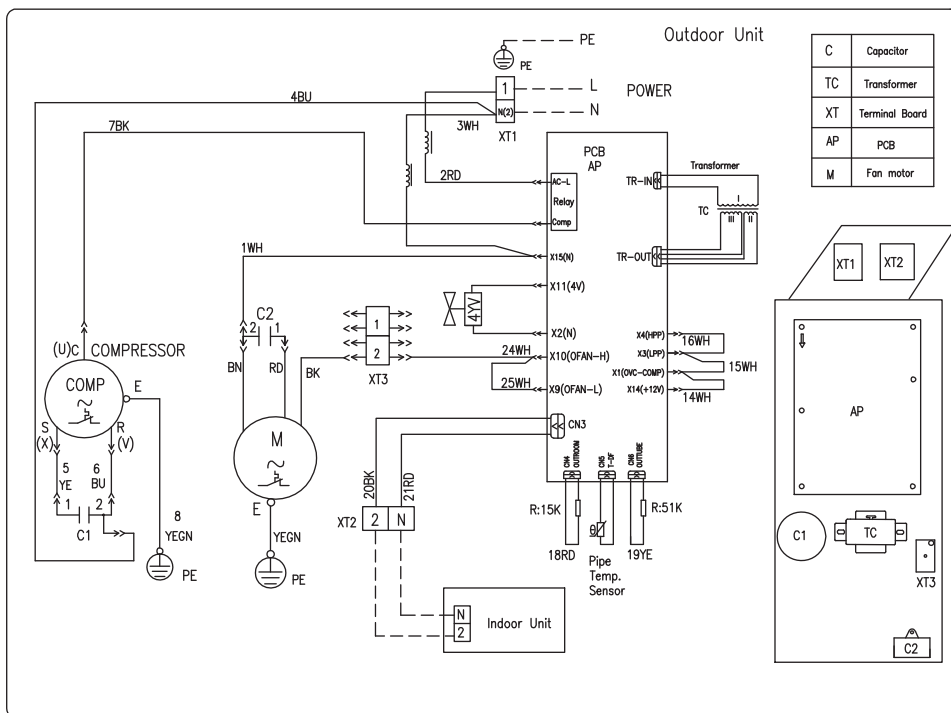 Outdoor Unit
PE
PE
1
L
POWER
N(2)
N
XT1
4BU
3WH
7BK
2RD
PCB
AP
AC-L
Relay
Comp
TR-IN
Transformer
I
TC
III
II
TR-OUT
1WH
X15(N)
X11(4V)
4YV
X2(N)
X4(HPP)
16WH
X3(LPP)
15WH
X1(OVC-COMP)
X14(+12V)
14WH
C2
2
1
BN
RD
BK
1
2
XT3
24WH
X10(OFAN-H)
25WH
X9(OFAN-L)
(U)C
COMPRESSOR
COMP
E
S
(X)
R
(V)
5
YE
6
BU
1
2
C1
8
YEGN
PE
M
E
YEGN
PE
CN3
20BK
21RD
XT2
2
N
CN4
OUTROON
CN5
T-DF
CN6
OUTTUBE
R:15K
18RD
θ
Pipe
Temp.
Sensor
19YE
R:51K
N
2
Indoor Unit
C Capacitor
TC Transformer
XT Terminal Board
AP PCB
M Fan motor
XT1
XT2
AP
C1
TC
XT3
C2